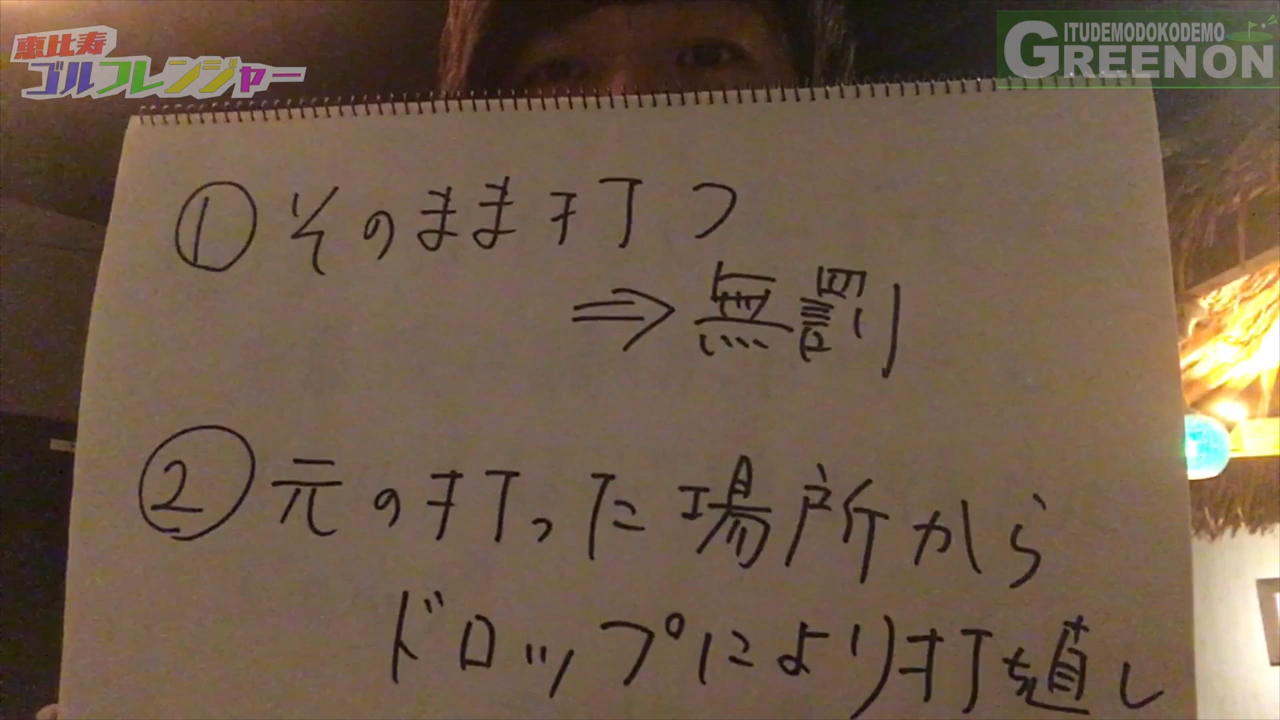 恵比寿
ゴルフレンジャー
ITUDEMODOKODEMO
GREENON
① そのまま打つ
⇒ 無罰
② 元の打った場所から
ドロップにより打ち直し